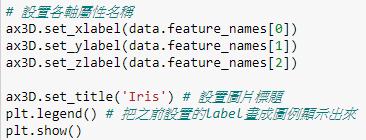 # 設置各軸屬性名稱
ax3D.set_xlabel(data.feature_names[0])
ax3D.set_ylabel(data.feature_names[1])
ax3D.set_zlabel(data.feature_names[2])
ax3D.set_title('Iris') # 設置圖片標題
plt.legend() # 把之前設置的label畫成圖例顯示出來
plt.show()